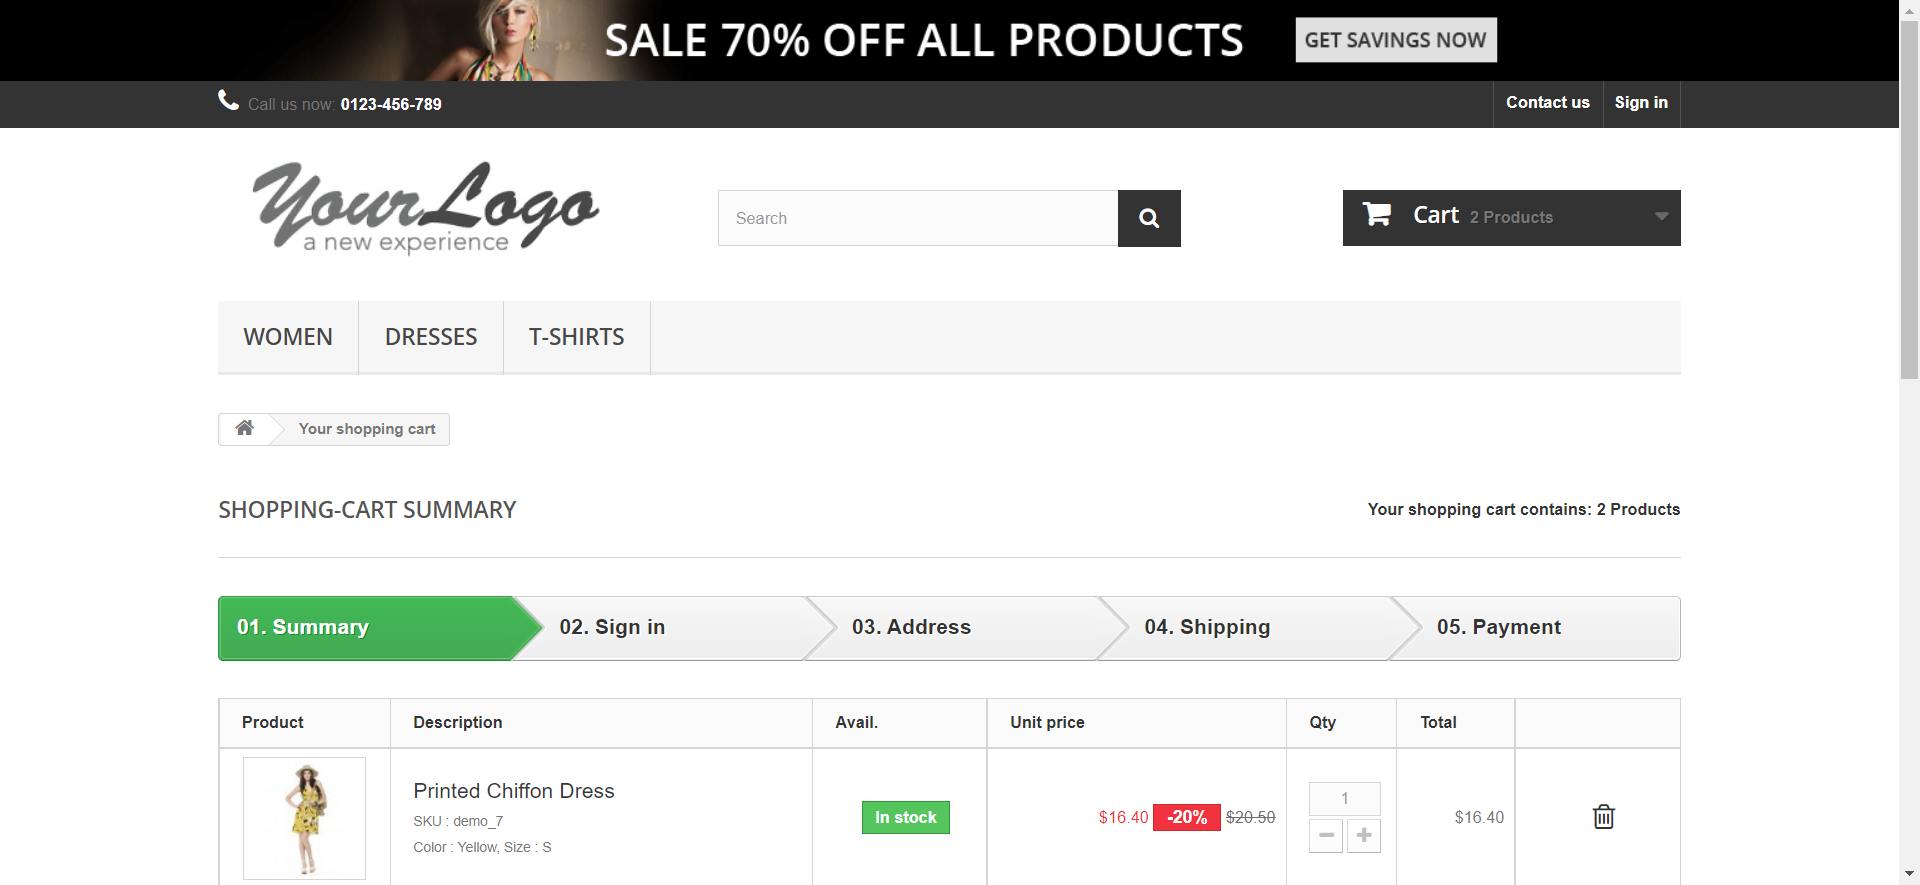 SALE 70% OFF ALL PRODUCTS GET SAVINGS NOW
Call us now: 0123-456-789 Contact us Sign in
YourLogo
a new experience
Search
Cart 2 Products
WOMEN DRESSES T-SHIRTS
Your shopping cart
SHOPPING-CART SUMMARY Your shopping cart contains: 2 Products
01. Summary 02. Sign in 03. Address 04. Shipping 05. Payment
Product Description Avail. Unit price Qty Total
Printed Chiffon Dress
SKU : demo_7
Color : Yellow, Size : S
In stock
$16.40 -20% $20.50
1
$16.40